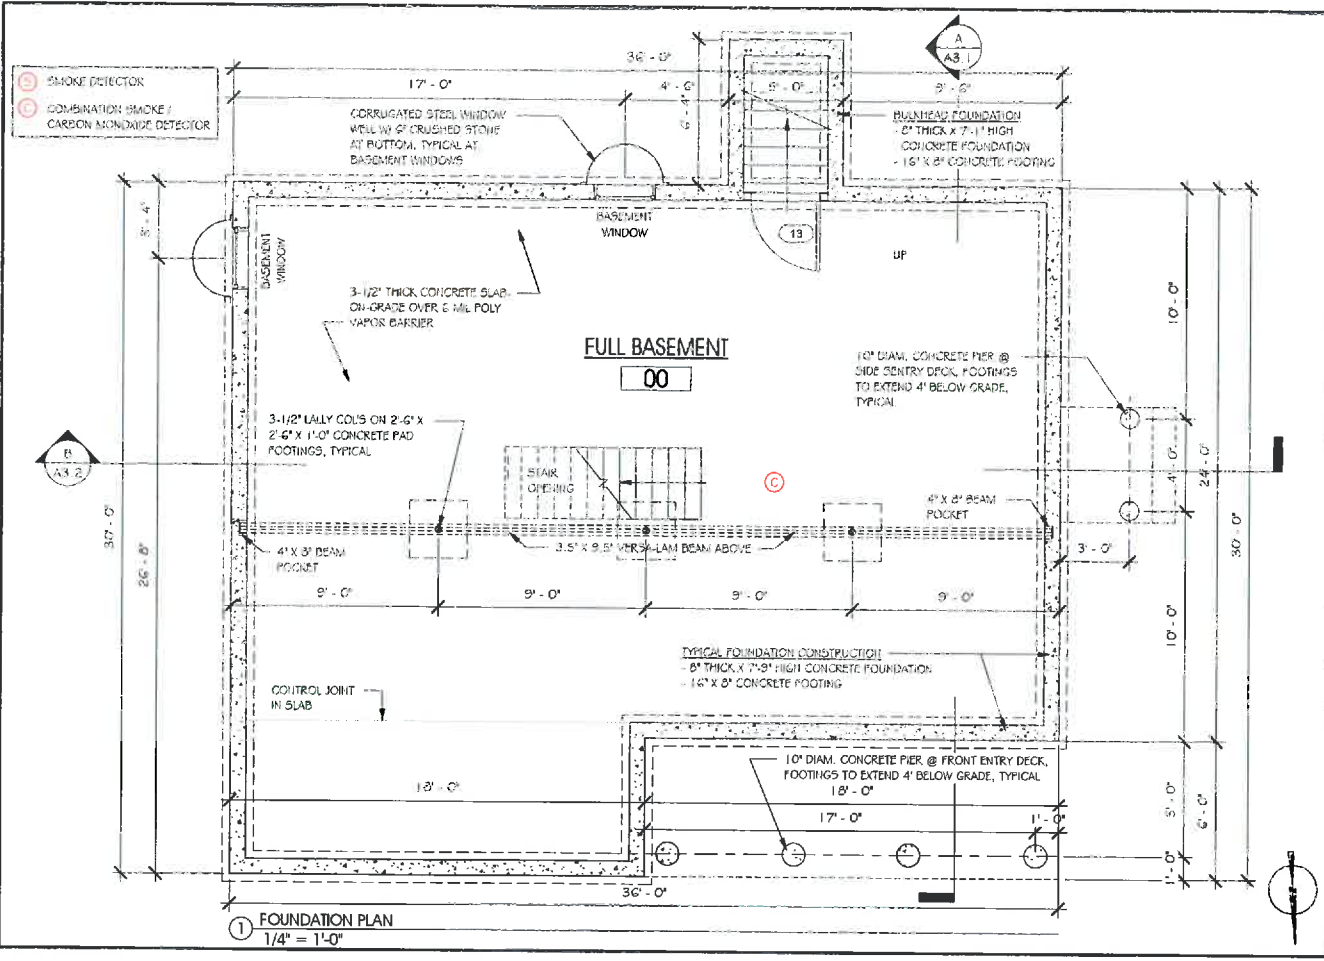 A
A3.1
36' - 0"
S SMOKE DETECTOR
C COMBINATION SMOKE /
CARBON MONOXIDE DETECTOR
17' - 0"
4' - 6"
5' - 0"
9' - 6"
6' - 4"
CORRUGATED STEEL WINDOW
WELL W/ 6" CRUSHED STONE
AT BOTTOM, TYPICAL AT
BASEMENT WINDOWS
BULKHEAD FOUNDATION
- 8" THICK X 7'-1" HIGH
CONCRETE FOUNDATION
- 16" X 8" CONCRETE FOOTING
3' - 4"
BASEMENT
WINDOW
BASEMENT
WINDOW
13
UP
3-1/2" THICK CONCRETE SLAB-
ON-GRADE OVER 6 MIL POLY
VAPOR BARRIER
10' - 0"
FULL BASEMENT
00
10" DIAM. CONCRETE PIER @
SIDE SENTRY DECK, FOOTINGS
TO EXTEND 4' BELOW GRADE,
TYPICAL
3-1/2" LALLY COL'S ON 2'-6" X
2'-6" X 1'-0" CONCRETE PAD
FOOTINGS, TYPICAL
B
A3.2
STAIR
OPENING
C
4' - 0"
24' - 0"
4" X 8" BEAM
POCKET
30' - 0"
26' - 8"
4" X 8" BEAM
POCKET
3.5" X 9.5" VERSA-LAM BEAM ABOVE
3' - 0"
30' - 0"
9' - 0"
9' - 0"
9' - 0"
9' - 0"
10' - 0"
TYPICAL FOUNDATION CONSTRUCTION
- 8" THICK X 7'-9" HIGH CONCRETE FOUNDATION
- 16" X 8" CONCRETE FOOTING
CONTROL JOINT
IN SLAB
10" DIAM. CONCRETE PIER @ FRONT ENTRY DECK,
FOOTINGS TO EXTEND 4' BELOW GRADE, TYPICAL
18' - 0"
18' - 0"
17' - 0"
1' - 0"
5' - 0"
6' - 0"
1' - 0"
36' - 0"
1 FOUNDATION PLAN
1/4" = 1'-0"